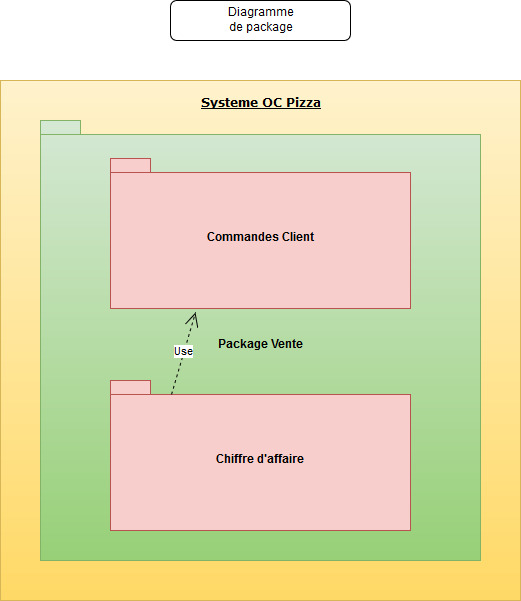 Diagramme
de package
Systeme OC Pizza
Commandes Client
Use
Package Vente
Chiffre d'affaire